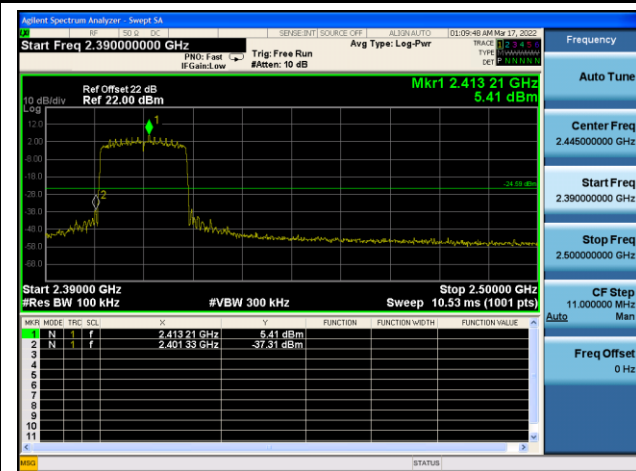 Agilent Spectrum Analyzer - Swept SA
RF 50 Ω DC SENSE:INT SOURCE OFF ALIGN AUTO 01:09:48 AM Mar 17, 2022
Start Freq 2.390000000 GHz
PNO: Fast
IFGain:Low
Trig: Free Run
#Atten: 10 dB
Avg Type: Log-Pwr
TRACE 1 2 3 4 5 6
TYPE
DET P N N N N N
Ref Offset 22 dB
Ref 22.00 dBm
10 dB/div
Log
Mkr1 2.413 21 GHz
5.41 dBm
12.0
2.00
-8.00
-18.0
-28.0
-38.0
-48.0
-58.0
-68.0
1
2
-24.59 dBm
Start 2.39000 GHz
Stop 2.50000 GHz
#Res BW 100 kHz
#VBW 300 kHz
Sweep 10.53 ms (1001 pts)
MKR MODE TRC SCL X Y FUNCTION FUNCTION WIDTH FUNCTION VALUE
1 N 1 f 2.413 21 GHz 5.41 dBm
2 N 1 f 2.401 33 GHz -37.31 dBm
3
4
5
6
7
8
9
10
11
MSG
STATUS
Frequency
Auto Tune
Center Freq
2.445000000 GHz
Start Freq
2.390000000 GHz
Stop Freq
2.500000000 GHz
CF Step
11.000000 MHz
Auto Man
Freq Offset
0 Hz